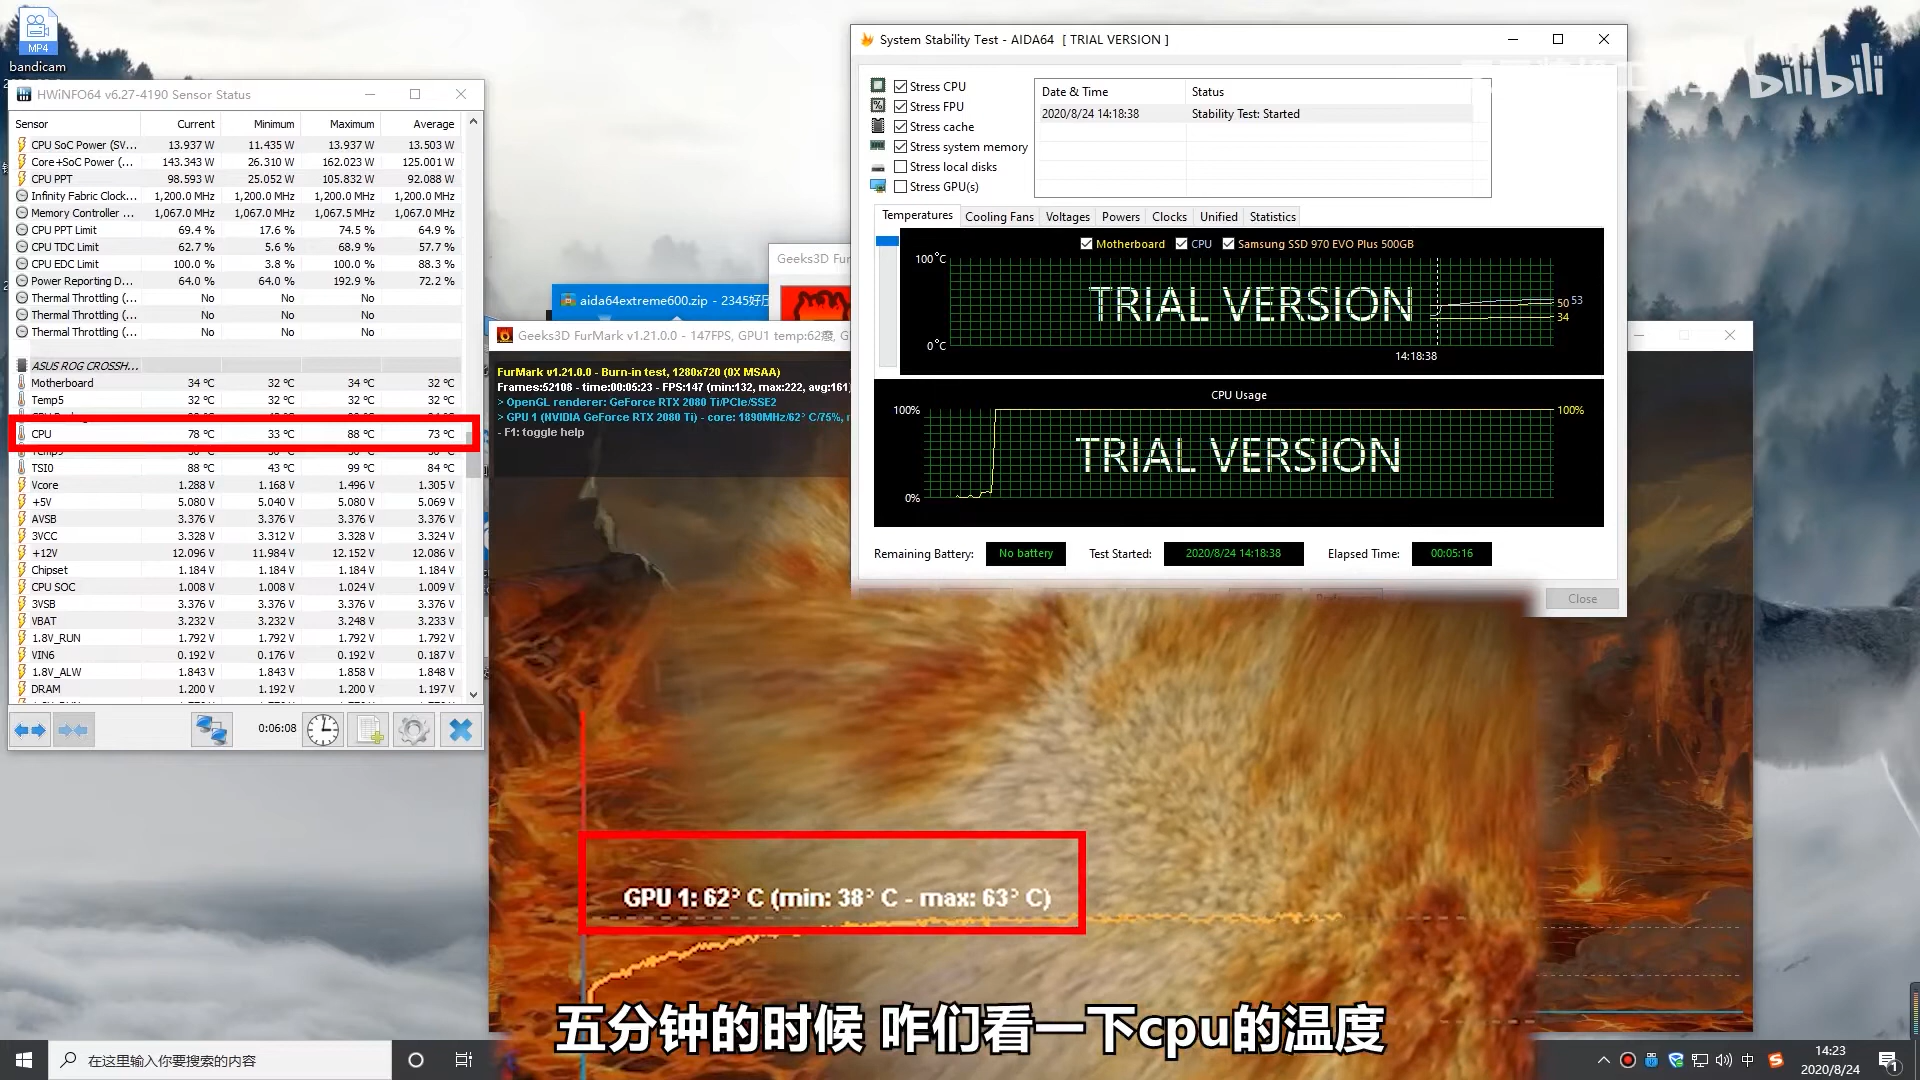 MP4
bandicam
HWiNFO64 v6.27-4190 Sensor Status
Sensor Current Minimum Maximum Average
CPU SoC Power (SV... 13.937 W 11.435 W 13.937 W 13.503 W
Core+SoC Power (... 143.343 W 26.310 W 162.023 W 125.001 W
CPU PPT 98.593 W 25.052 W 105.832 W 92.088 W
Infinity Fabric Clock... 1,200.0 MHz 1,200.0 MHz 1,200.0 MHz 1,200.0 MHz
Memory Controller ... 1,067.0 MHz 1,067.0 MHz 1,067.5 MHz 1,067.0 MHz
CPU PPT Limit 69.4 % 17.6 % 74.5 % 64.9 %
CPU TDC Limit 62.7 % 5.6 % 68.9 % 57.7 %
CPU EDC Limit 100.0 % 3.8 % 100.0 % 88.3 %
Power Reporting D... 64.0 % 64.0 % 192.9 % 72.2 %
Thermal Throttling (... No No No
Thermal Throttling (... No No No
Thermal Throttling (... No No No
ASUS ROG CROSSH...
Motherboard 34 °C 32 °C 34 °C 32 °C
Temp5 32 °C 32 °C 32 °C 32 °C
CPU 78 °C 33 °C 88 °C 73 °C
TSI0 88 °C 43 °C 99 °C 84 °C
Vcore 1.288 V 1.168 V 1.496 V 1.305 V
+5V 5.080 V 5.040 V 5.080 V 5.069 V
AVSB 3.376 V 3.376 V 3.376 V 3.376 V
3VCC 3.328 V 3.312 V 3.328 V 3.324 V
+12V 12.096 V 11.984 V 12.152 V 12.086 V
Chipset 1.184 V 1.184 V 1.184 V 1.184 V
CPU SOC 1.008 V 1.008 V 1.024 V 1.009 V
3VSB 3.376 V 3.376 V 3.376 V 3.376 V
VBAT 3.232 V 3.232 V 3.248 V 3.233 V
1.8V_RUN 1.792 V 1.792 V 1.792 V 1.792 V
VIN6 0.192 V 0.176 V 0.192 V 0.187 V
1.8V_ALW 1.843 V 1.843 V 1.858 V 1.848 V
DRAM 1.200 V 1.192 V 1.200 V 1.197 V
0:06:08
Geeks3D Fur
aida64extreme600.zip - 2345好压
Geeks3D FurMark v1.21.0.0 - 147FPS, GPU1 temp:62
FurMark v1.21.0.0 - Burn-in test, 1280x720 (0X MSAA)
Frames:52108 - time:00:05:23 - FPS:147 (min:132, max:222, avg:161)
> OpenGL renderer: GeForce RTX 2080 Ti/PCIe/SSE2
> GPU 1 (NVIDIA GeForce RTX 2080 Ti) - core: 1890MHz/62° C/75%,
- F1: toggle help
System Stability Test - AIDA64 [ TRIAL VERSION ]
bilibili
Stress CPU
Stress FPU
Stress cache
Stress system memory
Stress local disks
Stress GPU(s)
Date & Time Status
2020/8/24 14:18:38 Stability Test: Started
Temperatures Cooling Fans Voltages Powers Clocks Unified Statistics
Motherboard CPU Samsung SSD 970 EVO Plus 500GB
100°C
TRIAL VERSION
50 53
34
0°C
14:18:38
CPU Usage
100% 100%
TRIAL VERSION
0%
Remaining Battery: No battery Test Started: 2020/8/24 14:18:38 Elapsed Time: 00:05:16
Close
GPU 1: 62° C (min: 38° C - max: 63° C)
五分钟的时候 咱们看一下cpu的温度
在这里输入你要搜索的内容
中
14:23
2020/8/24
1